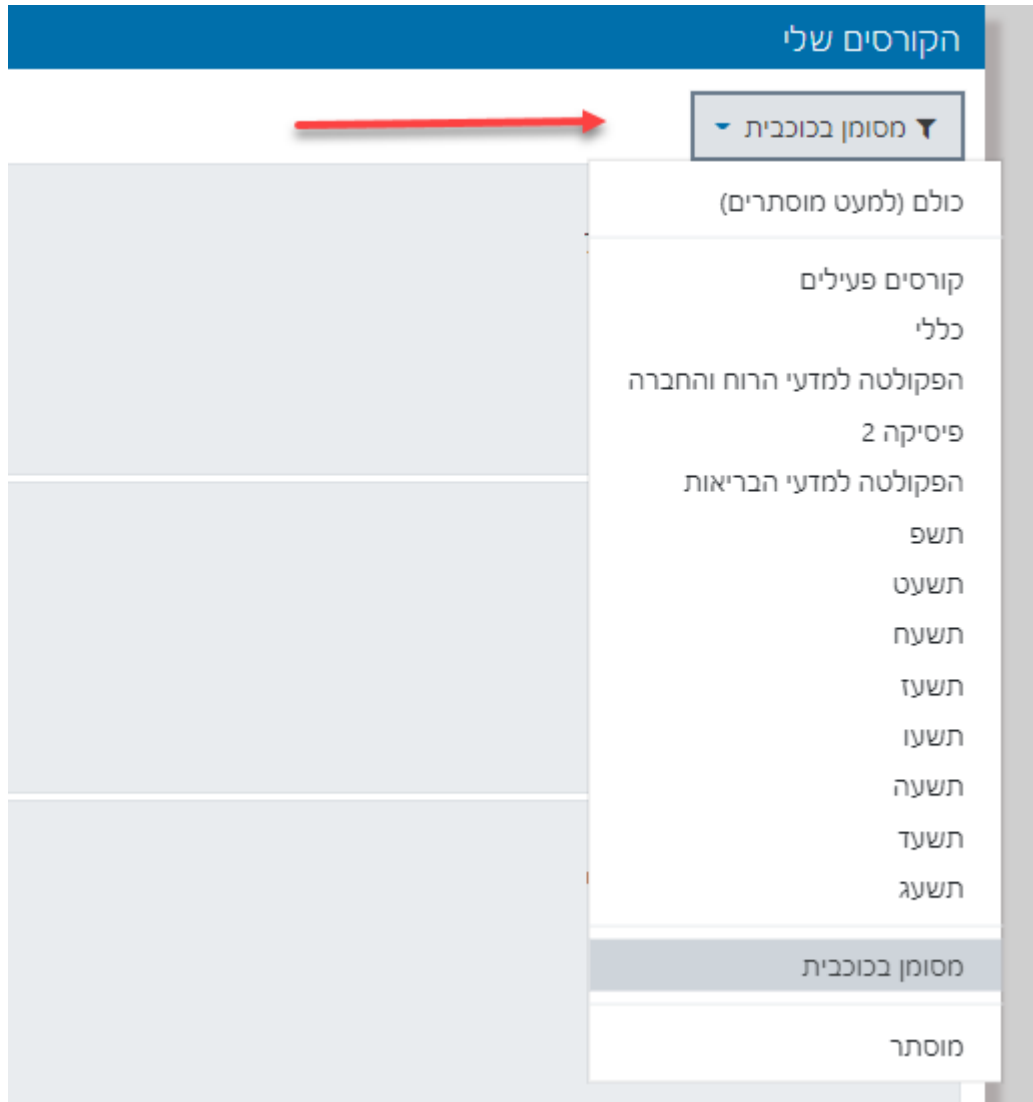 הקורסים שלי
מסומן בכוכבית
כולם (למעט מוסתרים)
קורסים פעילים
כללי
הפקולטה למדעי הרוח והחברה
פיסיקה 2
הפקולטה למדעי הבריאות
תשפ
תשעט
תשעח
תשעז
תשעו
תשעה
תשעד
תשעג
מסומן בכוכבית
מוסתר